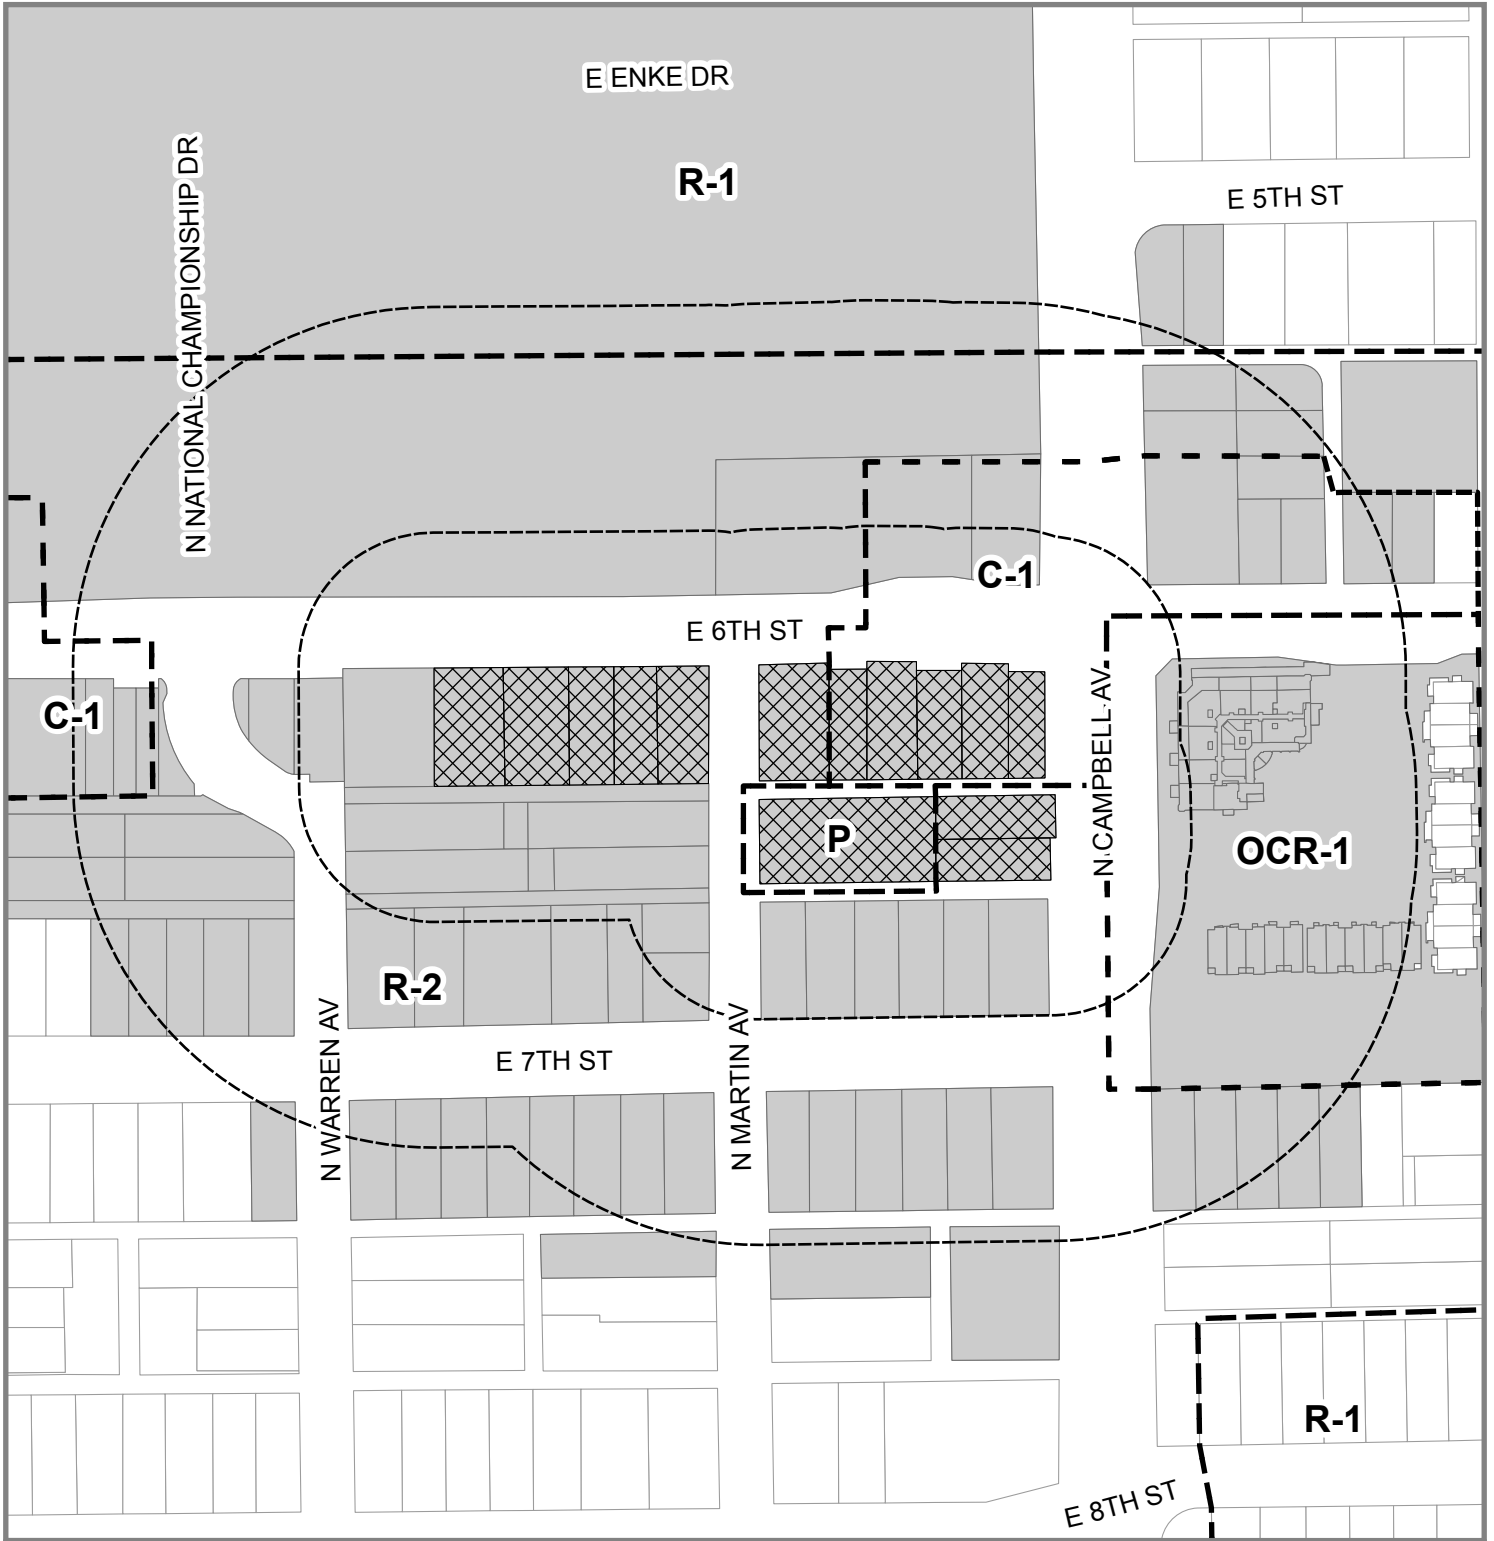 E ENKE DR
N NATIONAL CHAMPIONSHIP DR
R-1
E 5TH ST
C-1
E 6TH ST
C-1
N CAMPBELL AV
P
OCR-1
R-2
N WARREN AV
N MARTIN AV
E 7TH ST
R-1
E 8TH ST